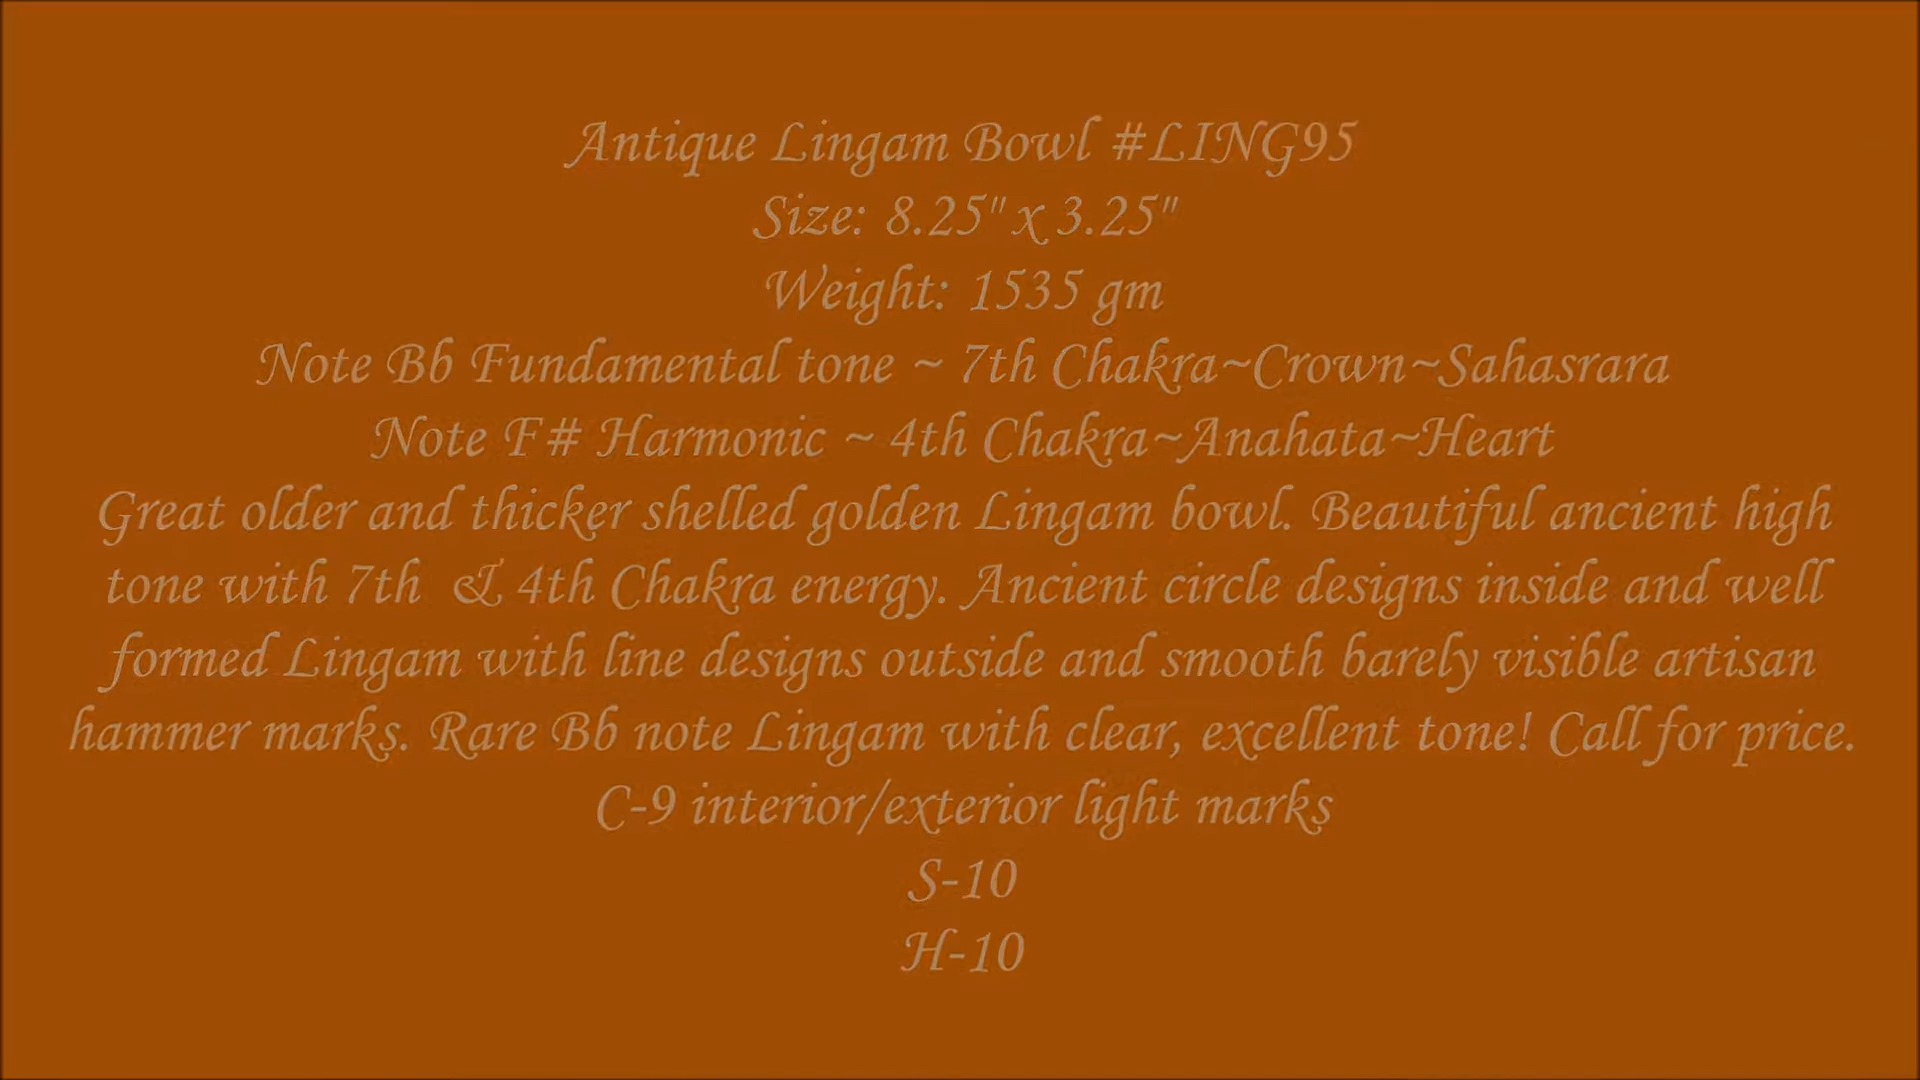 Antique Lingam Bowl #LING95
Size: 8.25" x 3.25"
Weight: 1535 gm
Note Bb Fundamental tone ~ 7th Chakra~Crown~Sahasrara
Note F# Harmonic ~ 4th Chakra~Anahata~Heart
Great older and thicker shelled golden Lingam bowl. Beautiful ancient high
tone with 7th  & 4th Chakra energy. Ancient circle designs inside and well
formed Lingam with line designs outside and smooth barely visible artisan
hammer marks. Rare Bb note Lingam with clear, excellent tone! Call for price.
C-9 interior/exterior light marks
S-10
H-10